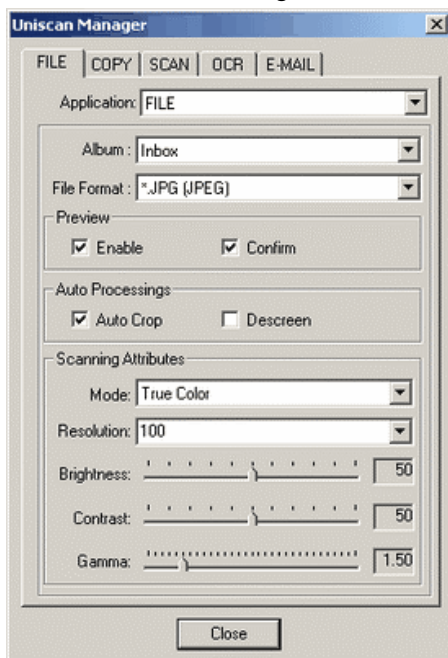 Uniscan Manager
FILE COPY SCAN OCR E-MAIL
Application: FILE
Album : Inbox
File Format : *.JPG (JPEG)
Preview
Enable Confirm
Auto Processings
Auto Crop Descreen
Scanning Attributes
Mode: True Color
Resolution: 100
Brightness: 50
Contrast: 50
Gamma: 1.50
Close